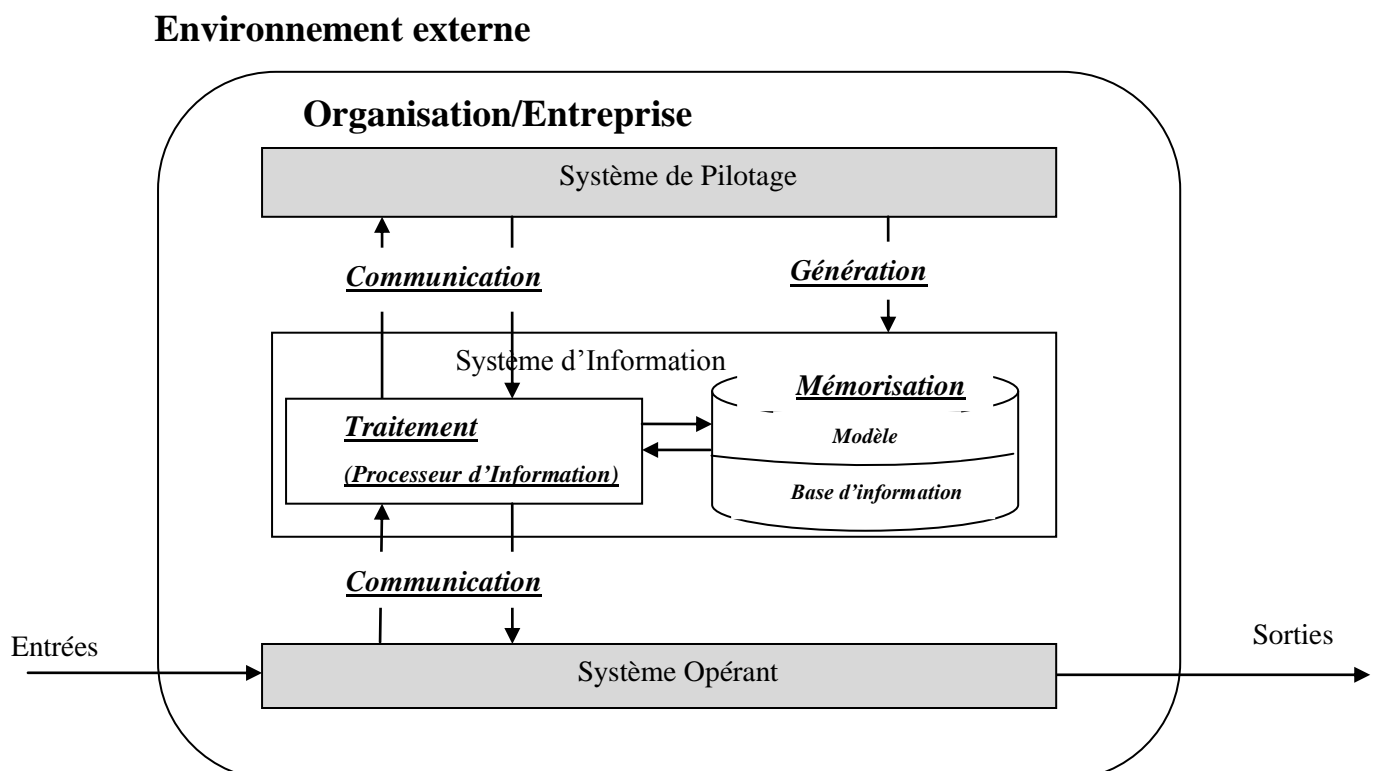 Environnement externe
Organisation/Entreprise
Système de Pilotage
Communication
Génération
Système d’Information
Mémorisation
Traitement
Modèle
(Processeur d’Information)
Base d’information
Communication
Entrées
Sorties
Système Opérant